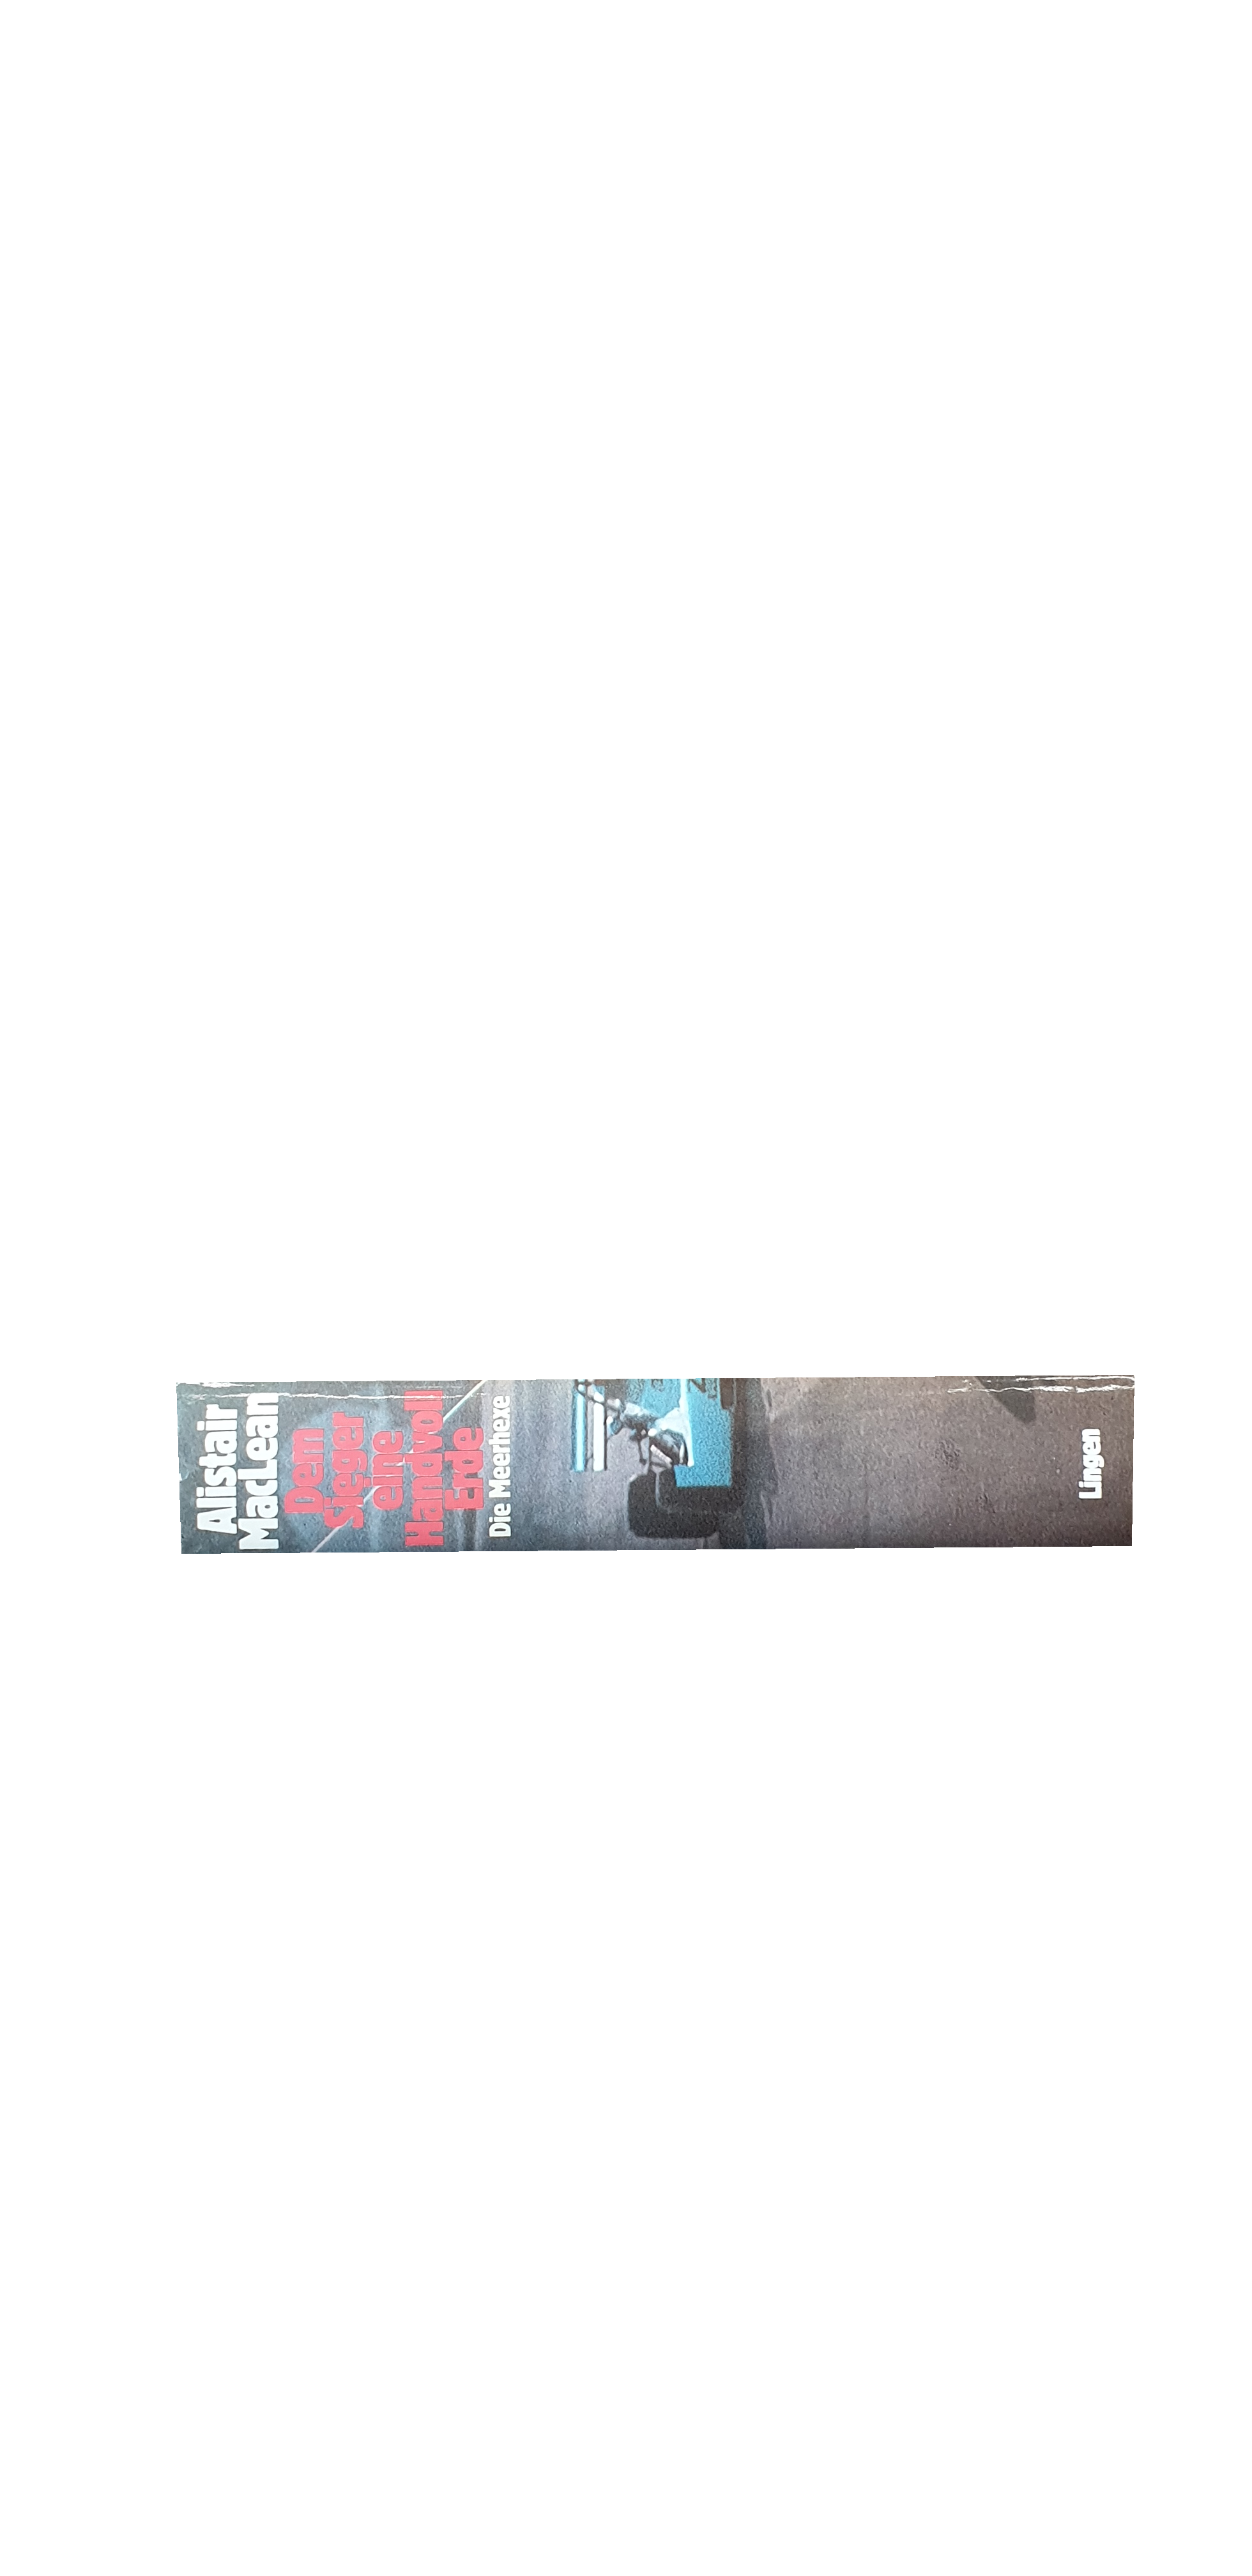 Alistair
MacLean
Dem
Sieger
eine
Handvoll
Erde
Die Meerhexe
Lingen